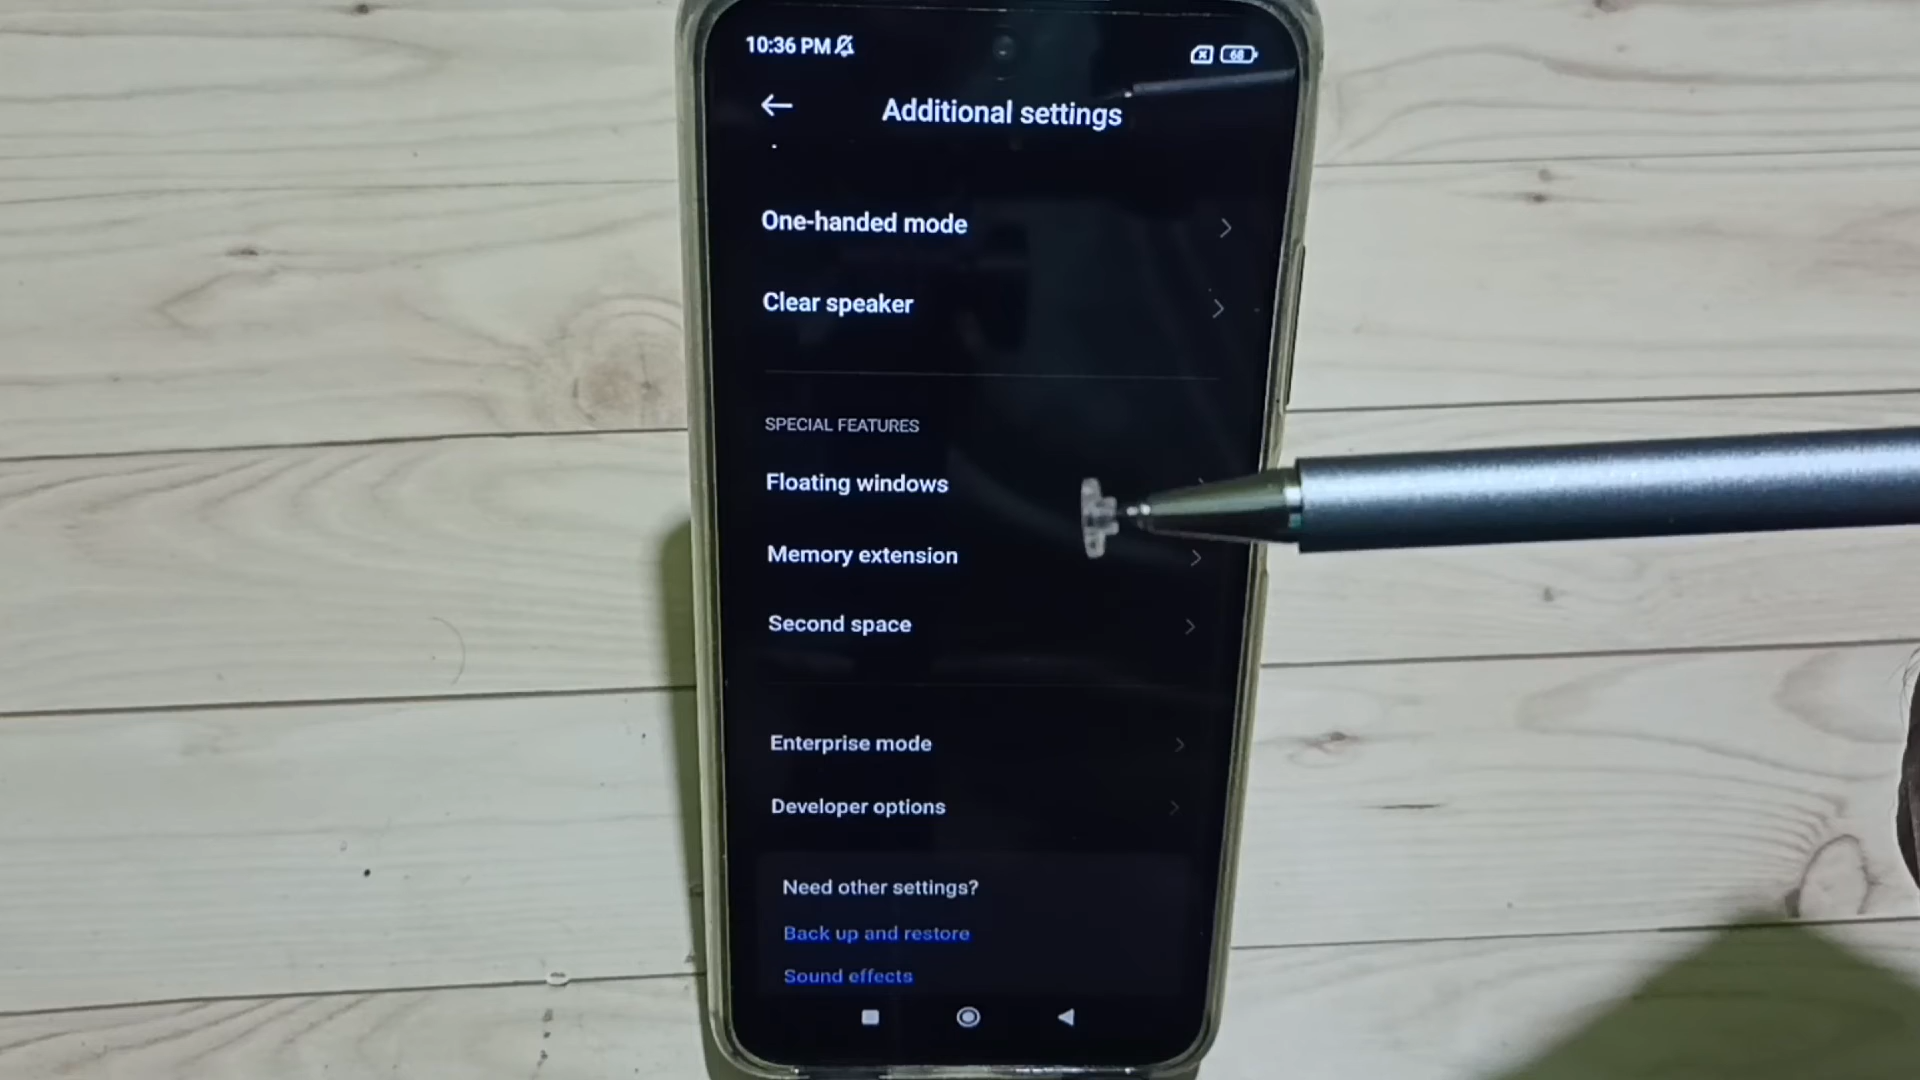 10:36 PM
68
Additional settings
One-handed mode
Clear speaker
SPECIAL FEATURES
Floating windows
Memory extension
Second space
Enterprise mode
Developer options
Need other settings?
Back up and restore
Sound effects